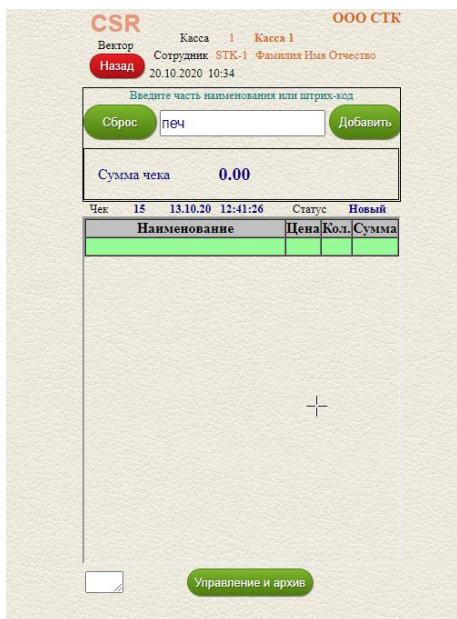 CSR ООО СТК
Касса 1 Касса 1
Вектор
Сотрудник STK-1 Фамилия Имя Отчество
Назад
20.10.2020 10:34
Введите часть наименования или штрих-код
Сброс печ Добавить
Сумма чека 0.00
Чек 15 13.10.20 12:41:26 Статус Новый
Наименование Цена Кол. Сумма
Управление и архив